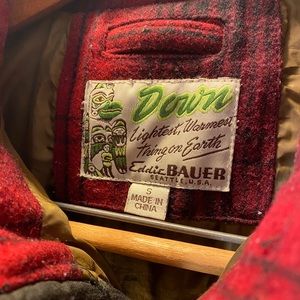 Down
Lightest, Warmest
Thing on Earth
Eddie BAUER
SEATTLE, U.S.A.
S
MADE IN
CHINA